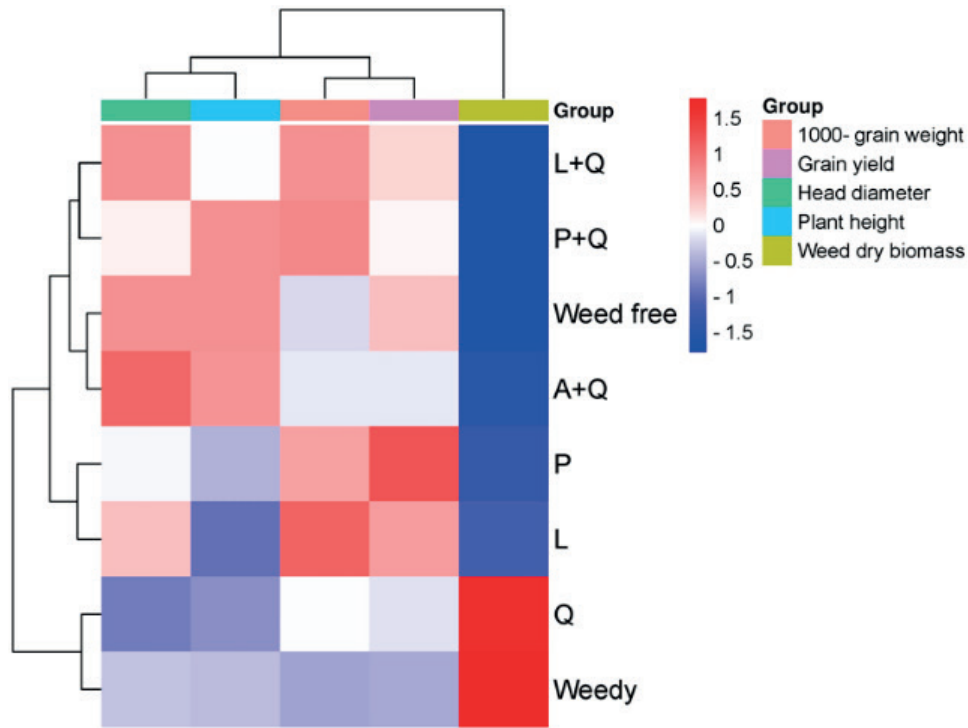 Group
L+Q
P+Q
Weed free
A+Q
P
L
Q
Weedy
1.5
1
0.5
0
- 0.5
- 1
- 1.5
Group
1000- grain weight
Grain yield
Head diameter
Plant height
Weed dry biomass